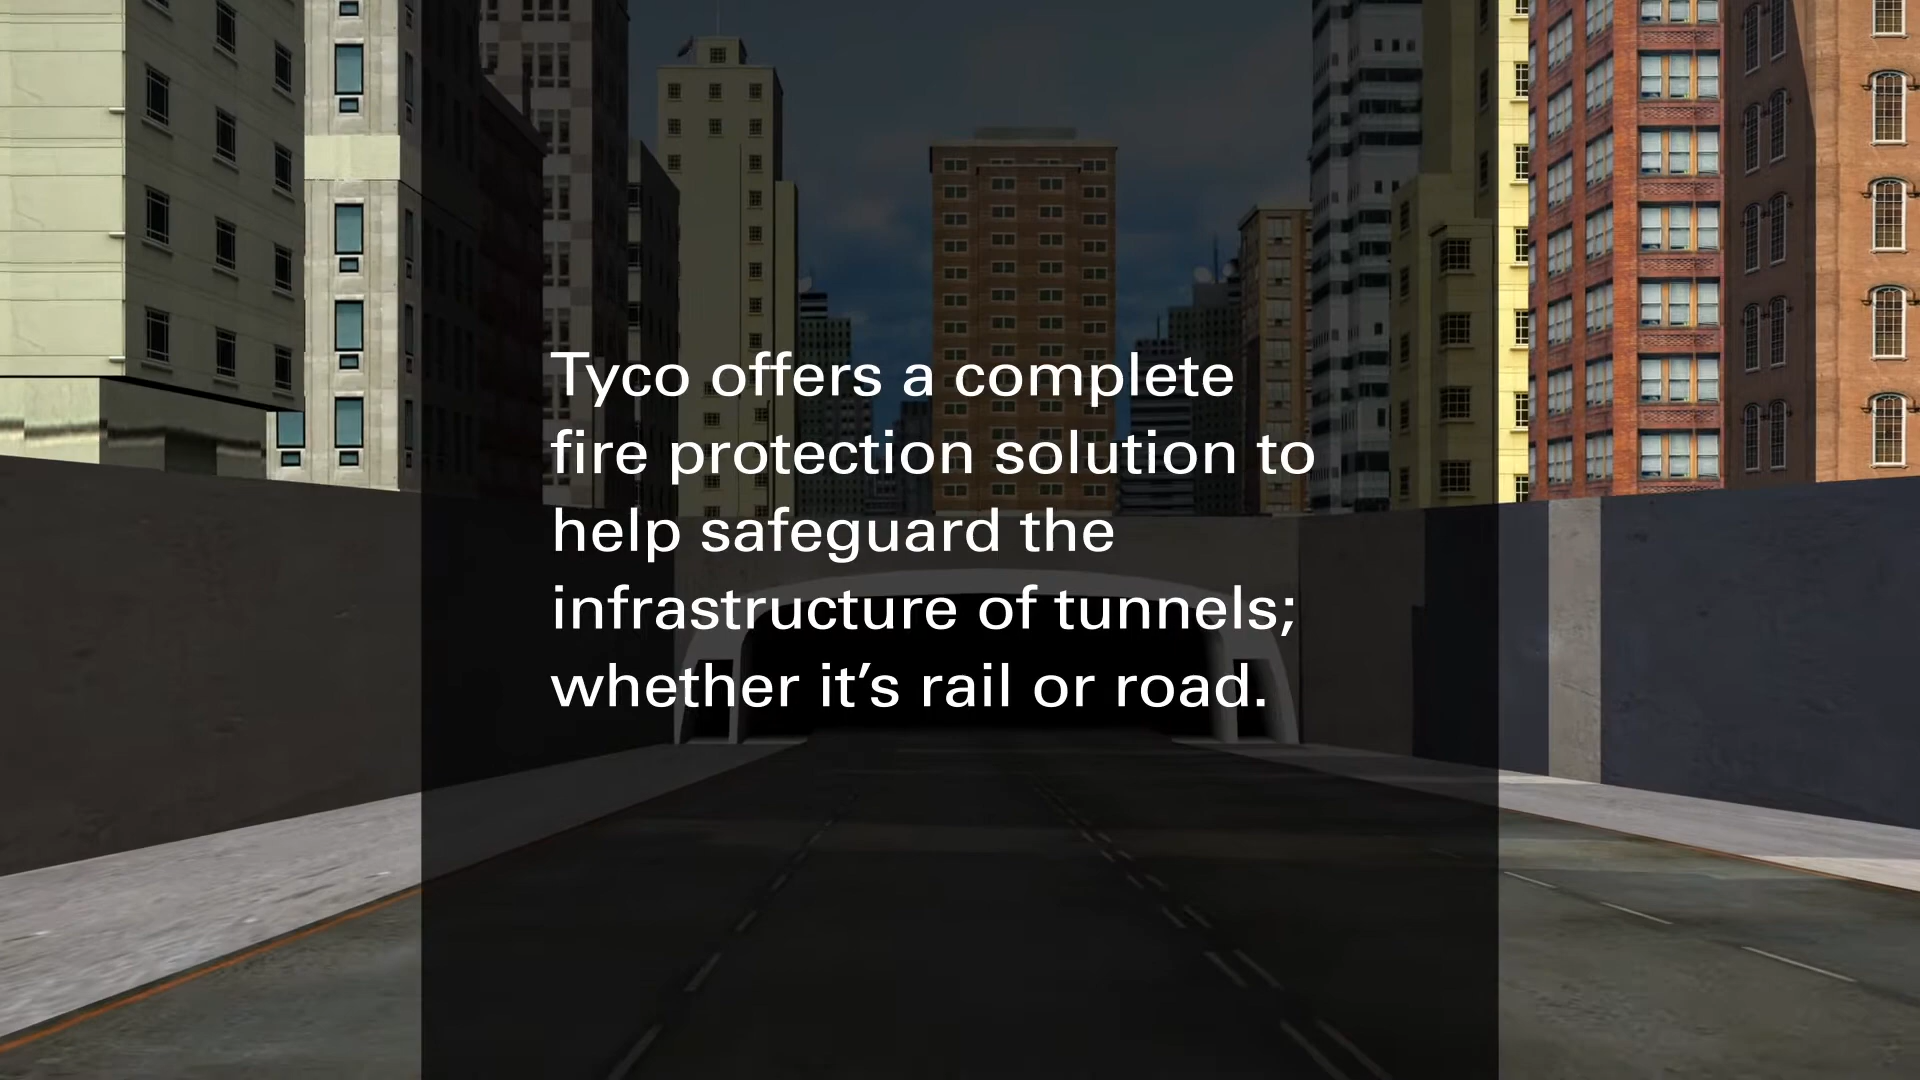 Tyco offers a complete
fire protection solution to
help safeguard the
infrastructure of tunnels;
whether it’s rail or road.